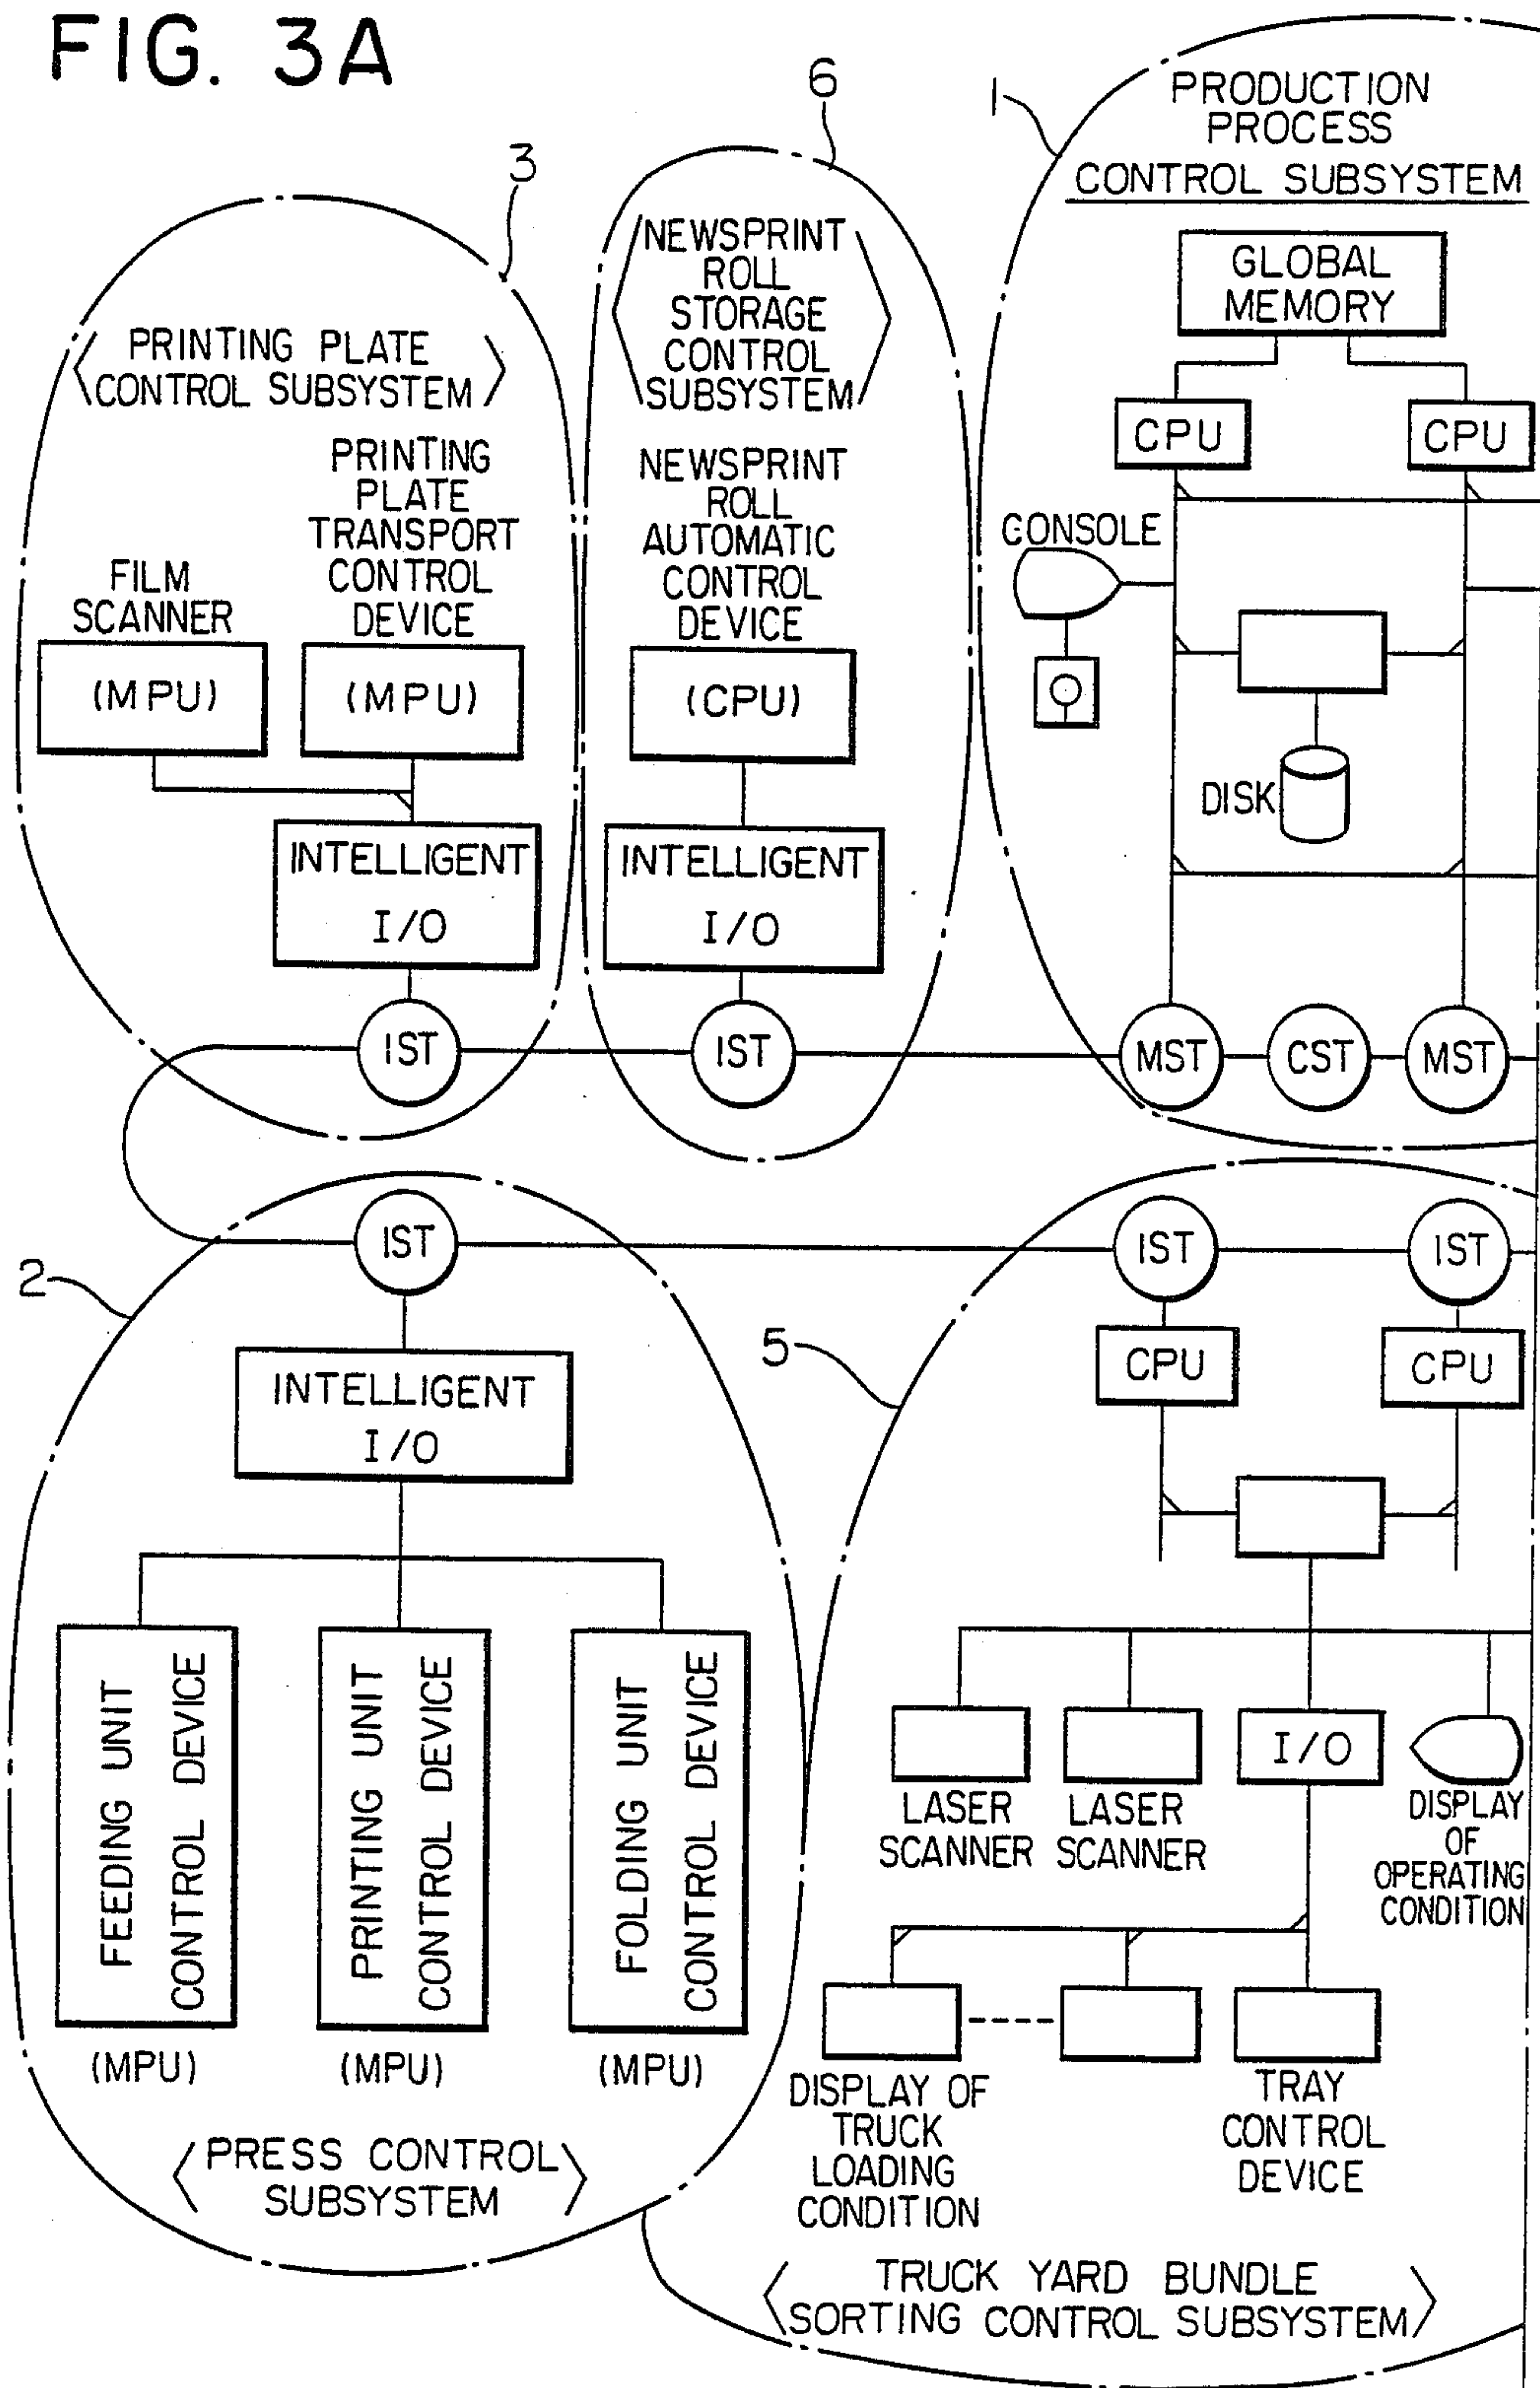 FIG. 3A
3
6
1
PRODUCTION
PROCESS
CONTROL SUBSYSTEM
PRINTING PLATE
CONTROL SUBSYSTEM
NEWSPRINT
ROLL
STORAGE
CONTROL
SUBSYSTEM
GLOBAL
MEMORY
CPU
CPU
FILM
SCANNER
(MPU)
PRINTING
PLATE
TRANSPORT
CONTROL
DEVICE
(MPU)
NEWSPRINT
ROLL
AUTOMATIC
CONTROL
DEVICE
(CPU)
CONSOLE
DISK
INTELLIGENT
I/O
INTELLIGENT
I/O
IST
IST
MST
CST
MST
2
IST
5
IST
IST
INTELLIGENT
I/O
CPU
CPU
FEEDING UNIT
CONTROL DEVICE
(MPU)
PRINTING UNIT
CONTROL DEVICE
(MPU)
FOLDING UNIT
CONTROL DEVICE
(MPU)
PRESS CONTROL
SUBSYSTEM
LASER
SCANNER
LASER
SCANNER
I/O
DISPLAY
OF
OPERATING
CONDITION
DISPLAY OF
TRUCK
LOADING
CONDITION
TRAY
CONTROL
DEVICE
TRUCK YARD BUNDLE
SORTING CONTROL SUBSYSTEM